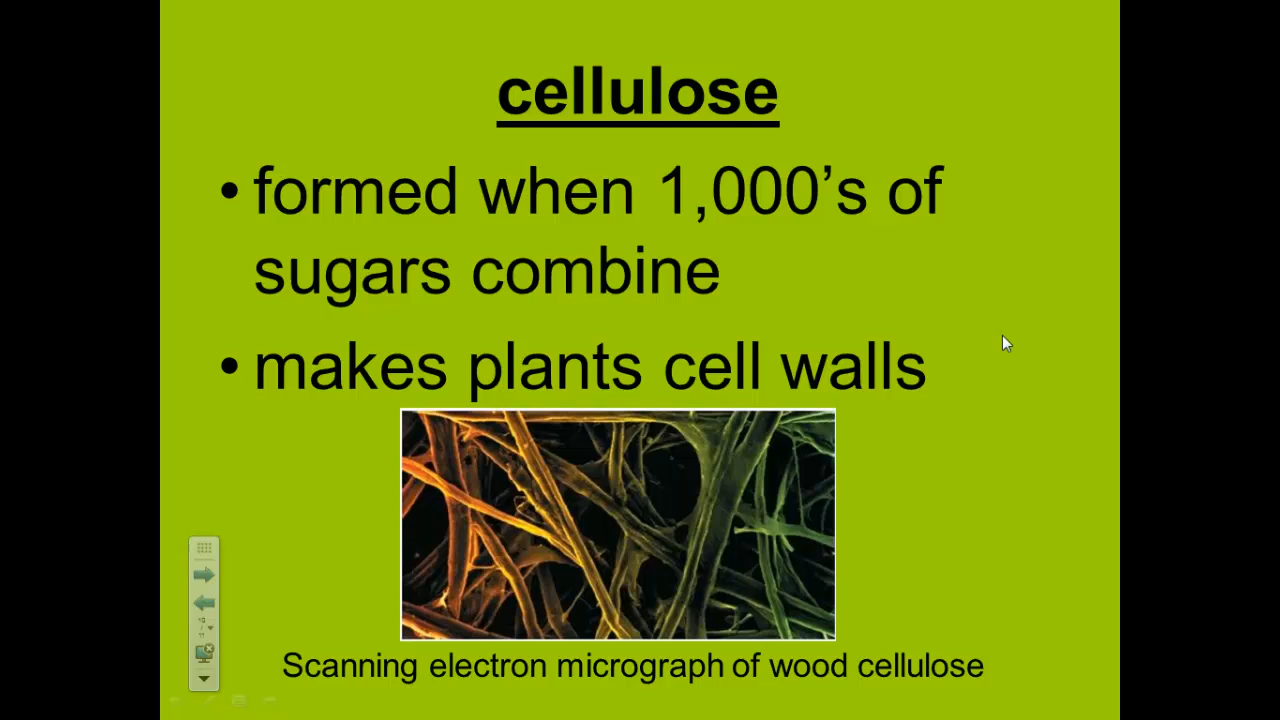 cellulose
• formed when 1,000’s of
sugars combine
• makes plants cell walls
Scanning electron micrograph of wood cellulose